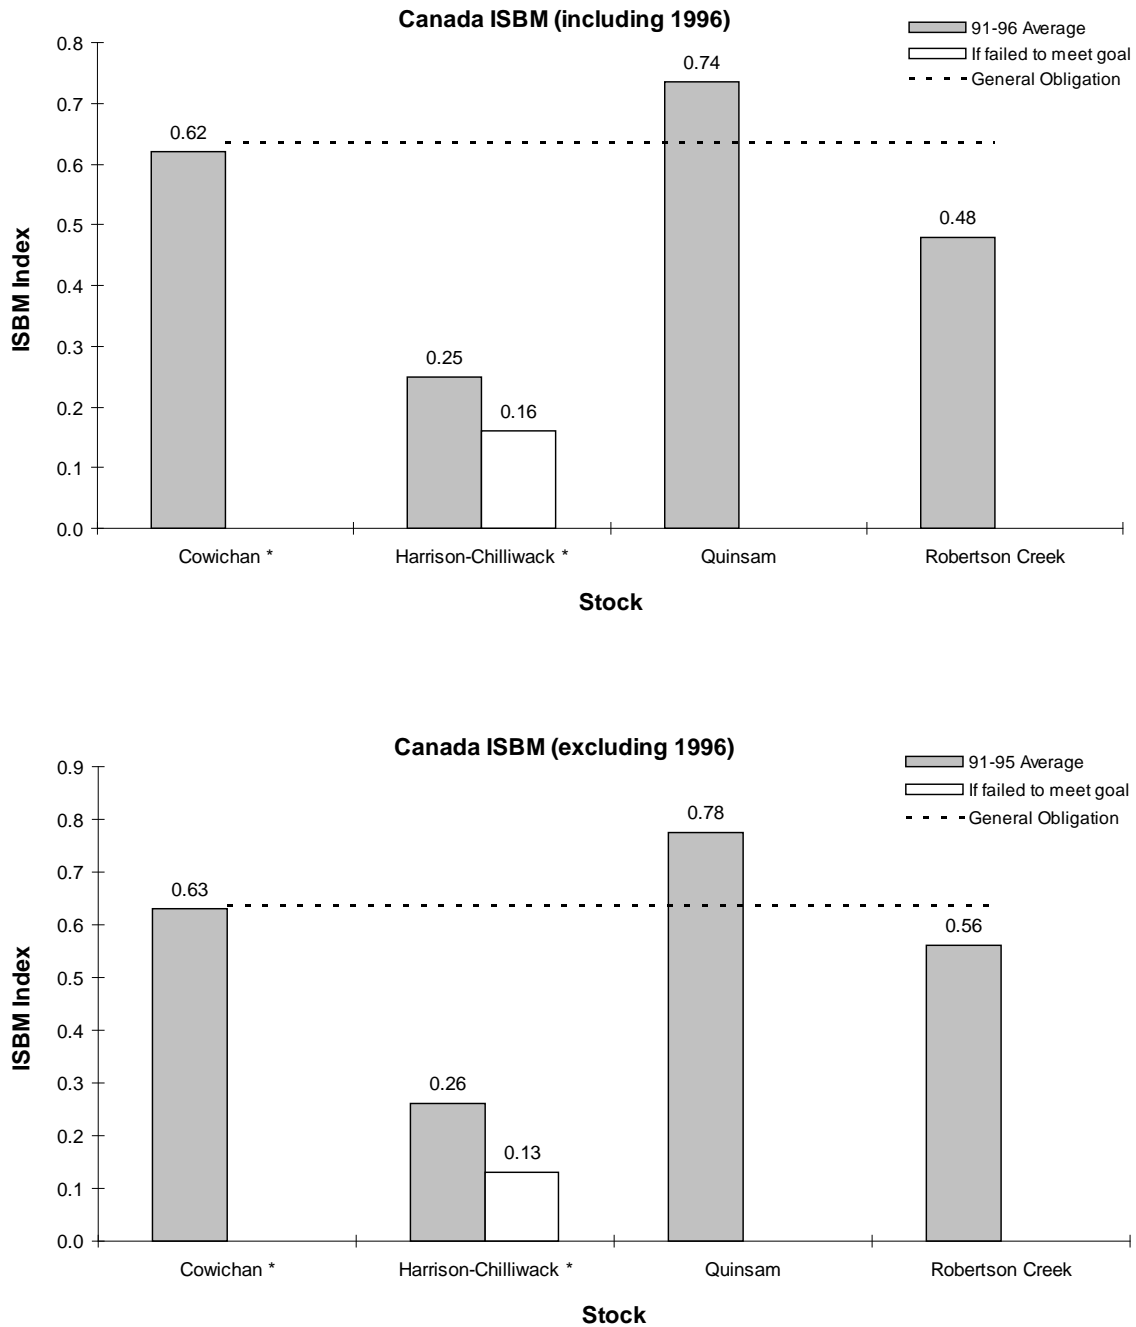 Canada ISBM (including 1996)
91-96 Average
If failed to meet goal
General Obligation
0.8
0.7
0.6
0.5
0.4
0.3
0.2
0.1
0.0
ISBM Index
0.62
0.25
0.16
0.74
0.48
Cowichan *
Harrison-Chilliwack *
Quinsam
Robertson Creek
Stock
Canada ISBM (excluding 1996)
91-95 Average
If failed to meet goal
General Obligation
0.9
0.8
0.7
0.6
0.5
0.4
0.3
0.2
0.1
0.0
ISBM Index
0.63
0.26
0.13
0.78
0.56
Cowichan *
Harrison-Chilliwack *
Quinsam
Robertson Creek
Stock